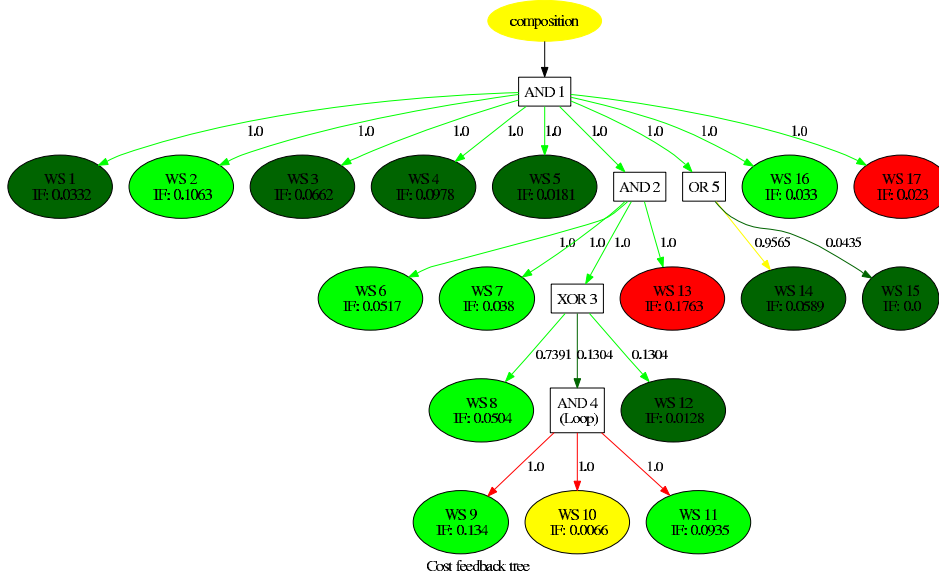 composition
AND 1
1.0 1.0 1.0 1.0 1.0 1.0 1.0 1.0 1.0
WS 1
IF: 0.0332
WS 2
IF: 0.1063
WS 3
IF: 0.0662
WS 4
IF: 0.0978
WS 5
IF: 0.0181
AND 2
OR 5
WS 16
IF: 0.033
WS 17
IF: 0.023
1.0 1.0 1.0 1.0 0.9565 0.0435
WS 6
IF: 0.0517
WS 7
IF: 0.038
XOR 3
WS 13
IF: 0.1763
WS 14
IF: 0.0589
WS 15
IF: 0.0
0.7391 0.1304 0.1304
WS 8
IF: 0.0504
AND 4
(Loop)
WS 12
IF: 0.0128
1.0 1.0 1.0
WS 9
IF: 0.134
WS 10
IF: 0.0066
WS 11
IF: 0.0935
Cost feedback tree